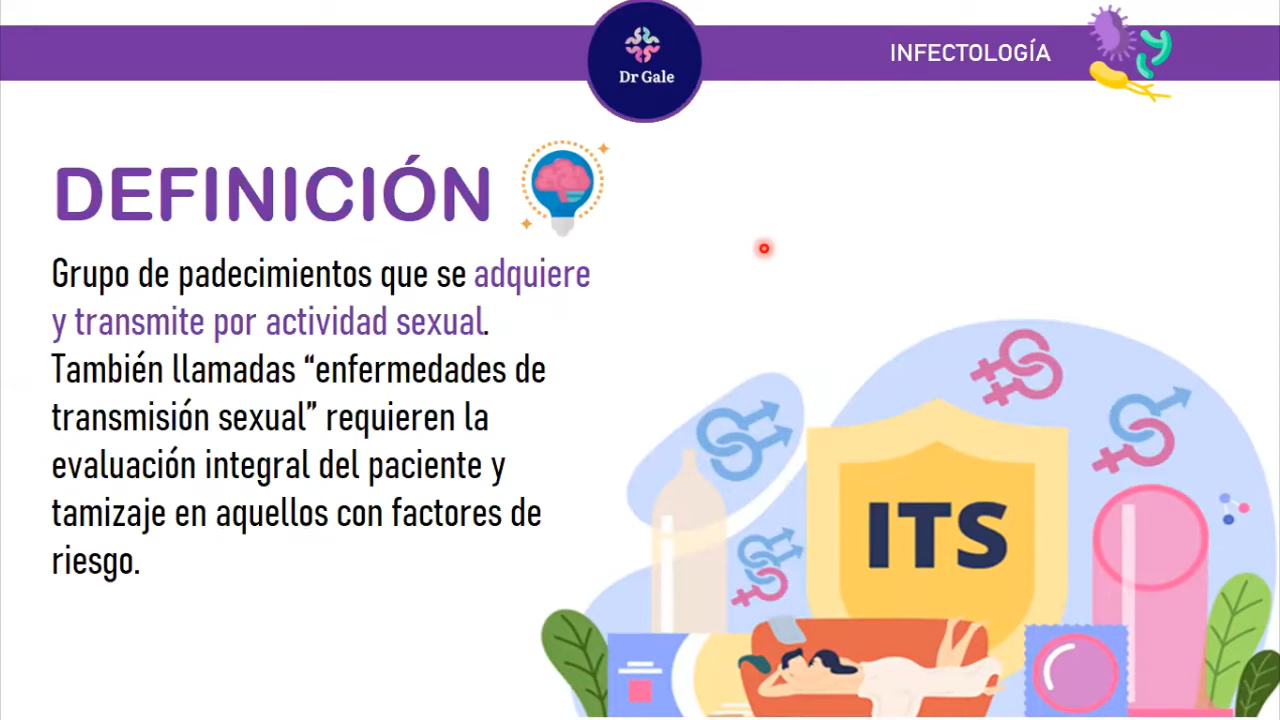 Dr Gale
INFECTOLOGÍA
DEFINICIÓN
Grupo de padecimientos que se adquiere
y transmite por actividad sexual.
También llamadas “enfermedades de
transmisión sexual” requieren la
evaluación integral del paciente y
tamizaje en aquellos con factores de
riesgo.
ITS